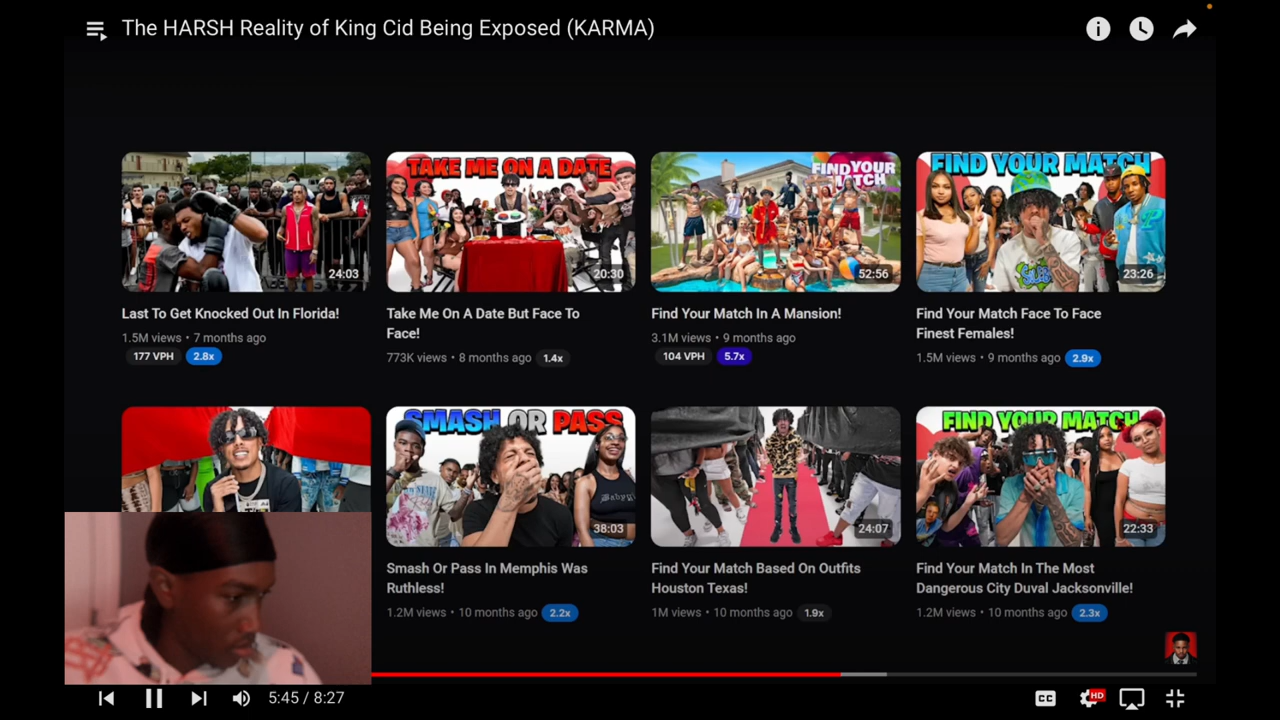 The HARSH Reality of King Cid Being Exposed (KARMA)
24:03
Last To Get Knocked Out In Florida!
1.5M views • 7 months ago
177 VPH 2.8x
TAKE ME ON A DATE
20:30
Take Me On A Date But Face To
Face!
773K views • 8 months ago 1.4x
FIND YOUR
MATCH
52:56
Find Your Match In A Mansion!
3.1M views • 9 months ago
104 VPH 5.7x
FIND YOUR MATCH
23:26
Find Your Match Face To Face
Finest Females!
1.5M views • 9 months ago 2.9x
SMASH OR PASS
38:03
Smash Or Pass In Memphis Was
Ruthless!
1.2M views • 10 months ago 2.2x
24:07
Find Your Match Based On Outfits
Houston Texas!
1M views • 10 months ago 1.9x
FIND YOUR MATCH
22:33
Find Your Match In The Most
Dangerous City Duval Jacksonville!
1.2M views • 10 months ago 2.3x
5:45 / 8:27
CC
HD